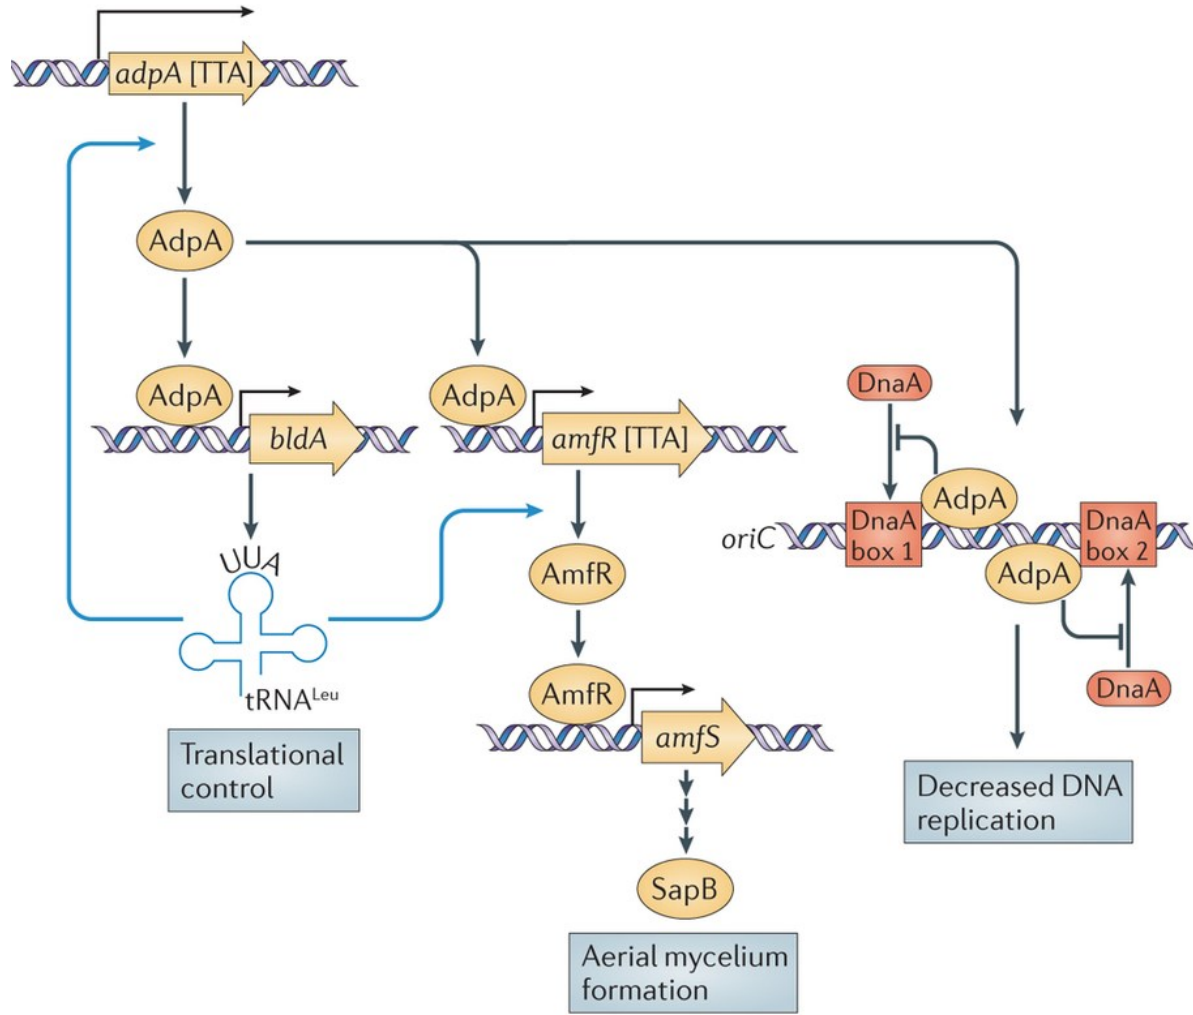 adpA [TTA]
AdpA
AdpA
bldA
UUA
tRNALeu
Translational
control
AdpA
amfR [TTA]
AmfR
AmfR
amfS
SapB
Aerial mycelium
formation
DnaA
AdpA
oriC
DnaA
box 1
DnaA
box 2
AdpA
DnaA
Decreased DNA
replication